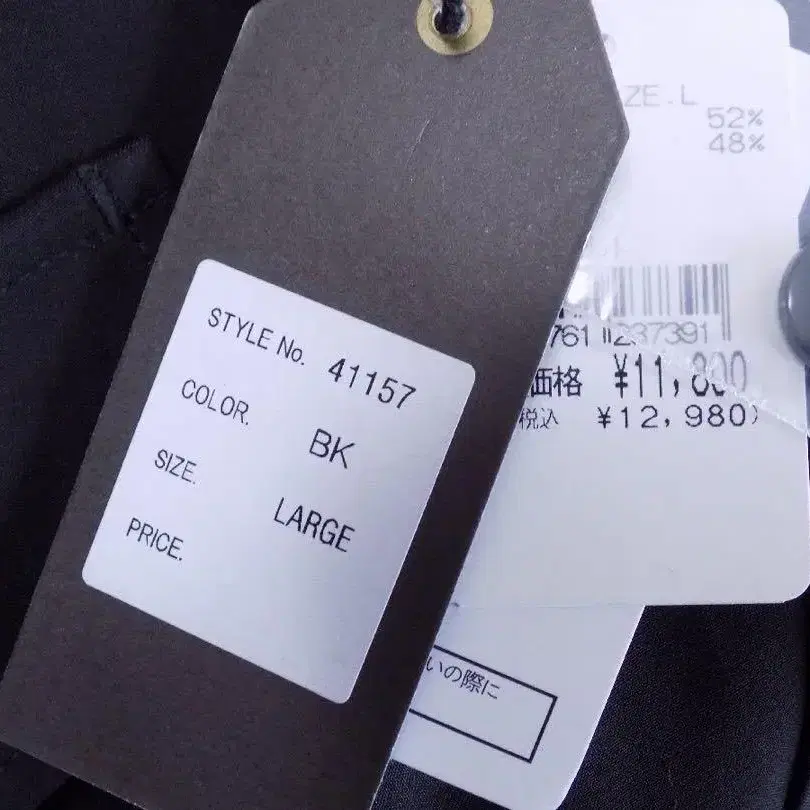 STYLE No. 41157
COLOR. BK
SIZE. LARGE
PRICE.
ZE.L
52%
48%
761 237391
価格 ¥11,800
税込 ¥12,980)
いの際に